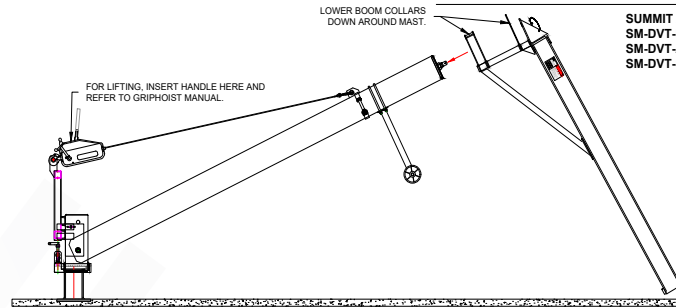 LOWER BOOM COLLARS
DOWN AROUND MAST.
SUMMIT
SM-DVT-
SM-DVT-
SM-DVT-
FOR LIFTING, INSERT HANDLE HERE AND
REFER TO GRIPHOIST MANUAL.